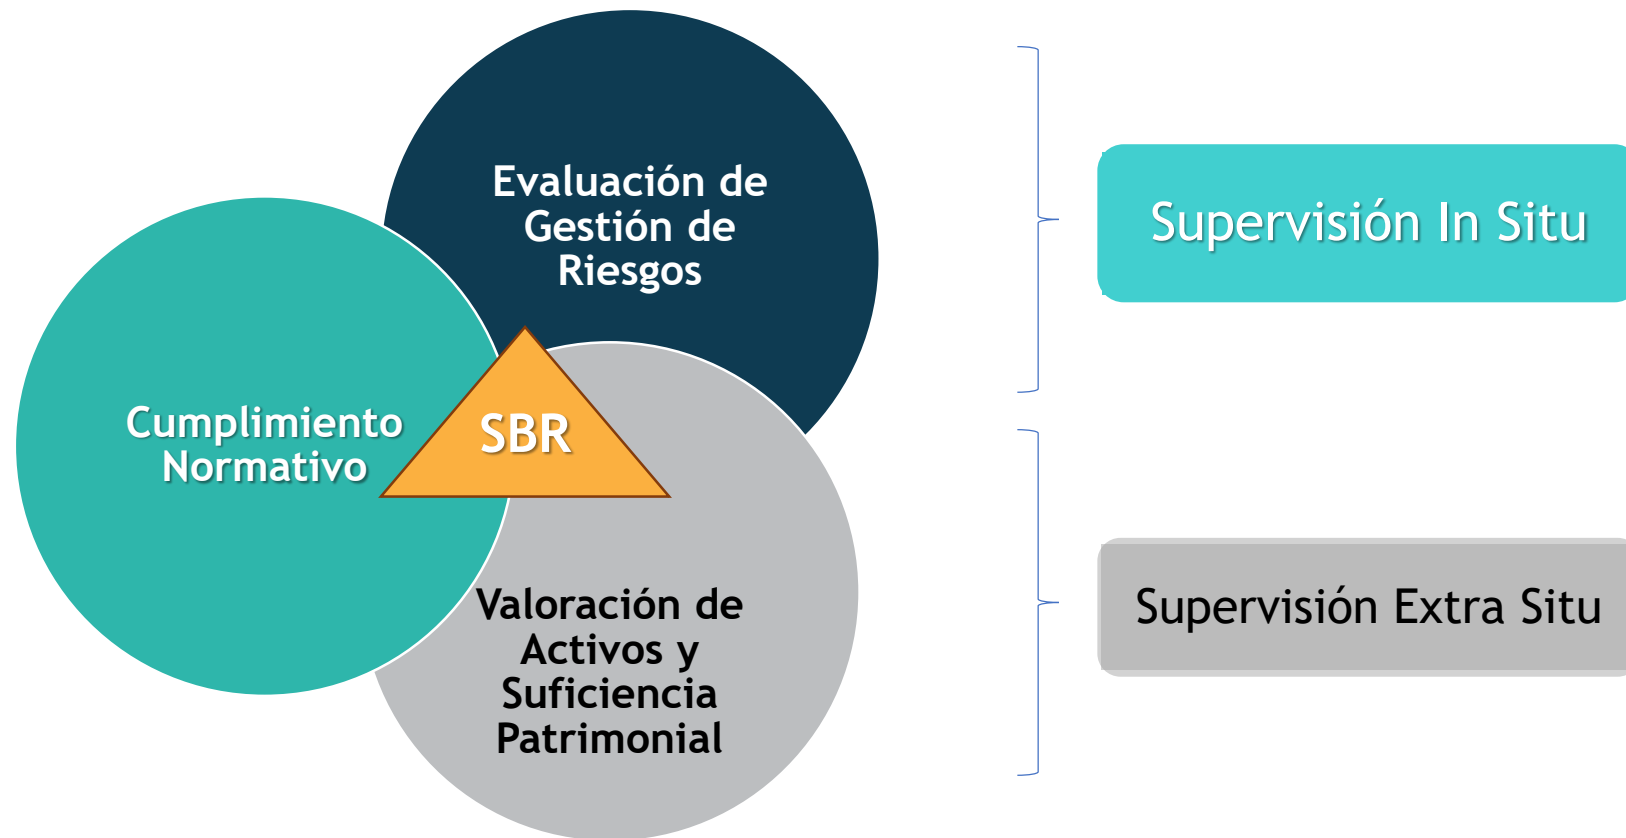 Evaluación de
Gestión de
Riesgos
Cumplimiento
Normativo
SBR
Valoración de
Activos y
Suficiencia
Patrimonial
Supervisión In Situ
Supervisión Extra Situ